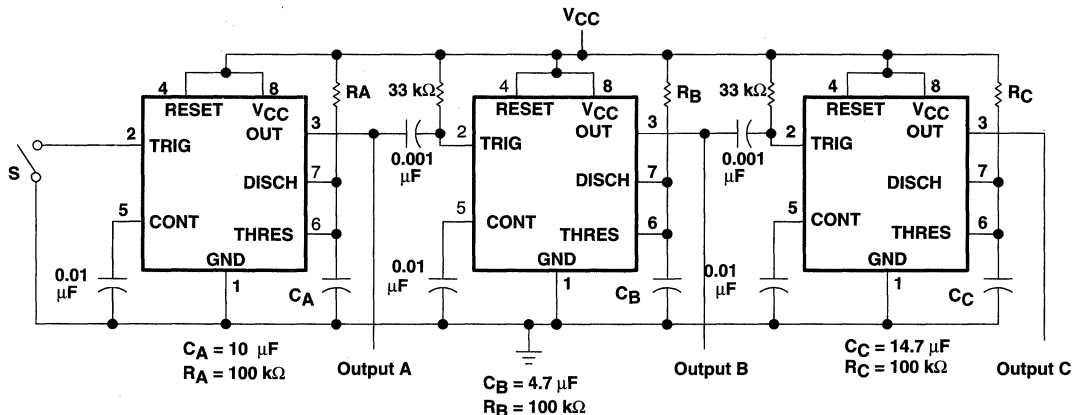 VCC
4
8
RESET
VCC
OUT
3
2
TRIG
S
DISCH
7
5
CONT
THRES
6
GND
1
0.01
µF
RA
CA
33 kΩ
0.001
µF
4
8
RESET
VCC
OUT
3
2
TRIG
DISCH
7
5
CONT
THRES
6
GND
1
0.01
µF
RB
CB
33 kΩ
0.001
µF
4
8
RESET
VCC
OUT
3
2
TRIG
DISCH
7
5
CONT
THRES
6
GND
1
0.01
µF
RC
CC
CA = 10 µF
RA = 100 kΩ
Output A
CB = 4.7 µF
RB = 100 kΩ
Output B
CC = 14.7 µF
RC = 100 kΩ
Output C